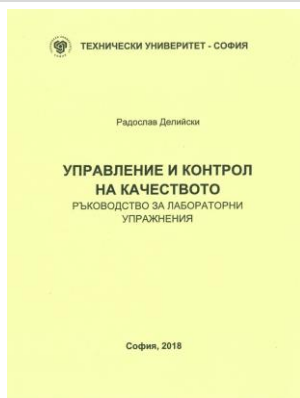 ТЕХНИЧЕСКИ УНИВЕРСИТЕТ - СОФИЯ
Радослав Делийски
УПРАВЛЕНИЕ И КОНТРОЛ
НА КАЧЕСТВОТО
РЪКОВОДСТВО ЗА ЛАБОРАТОРНИ
УПРАЖНЕНИЯ
София, 2018